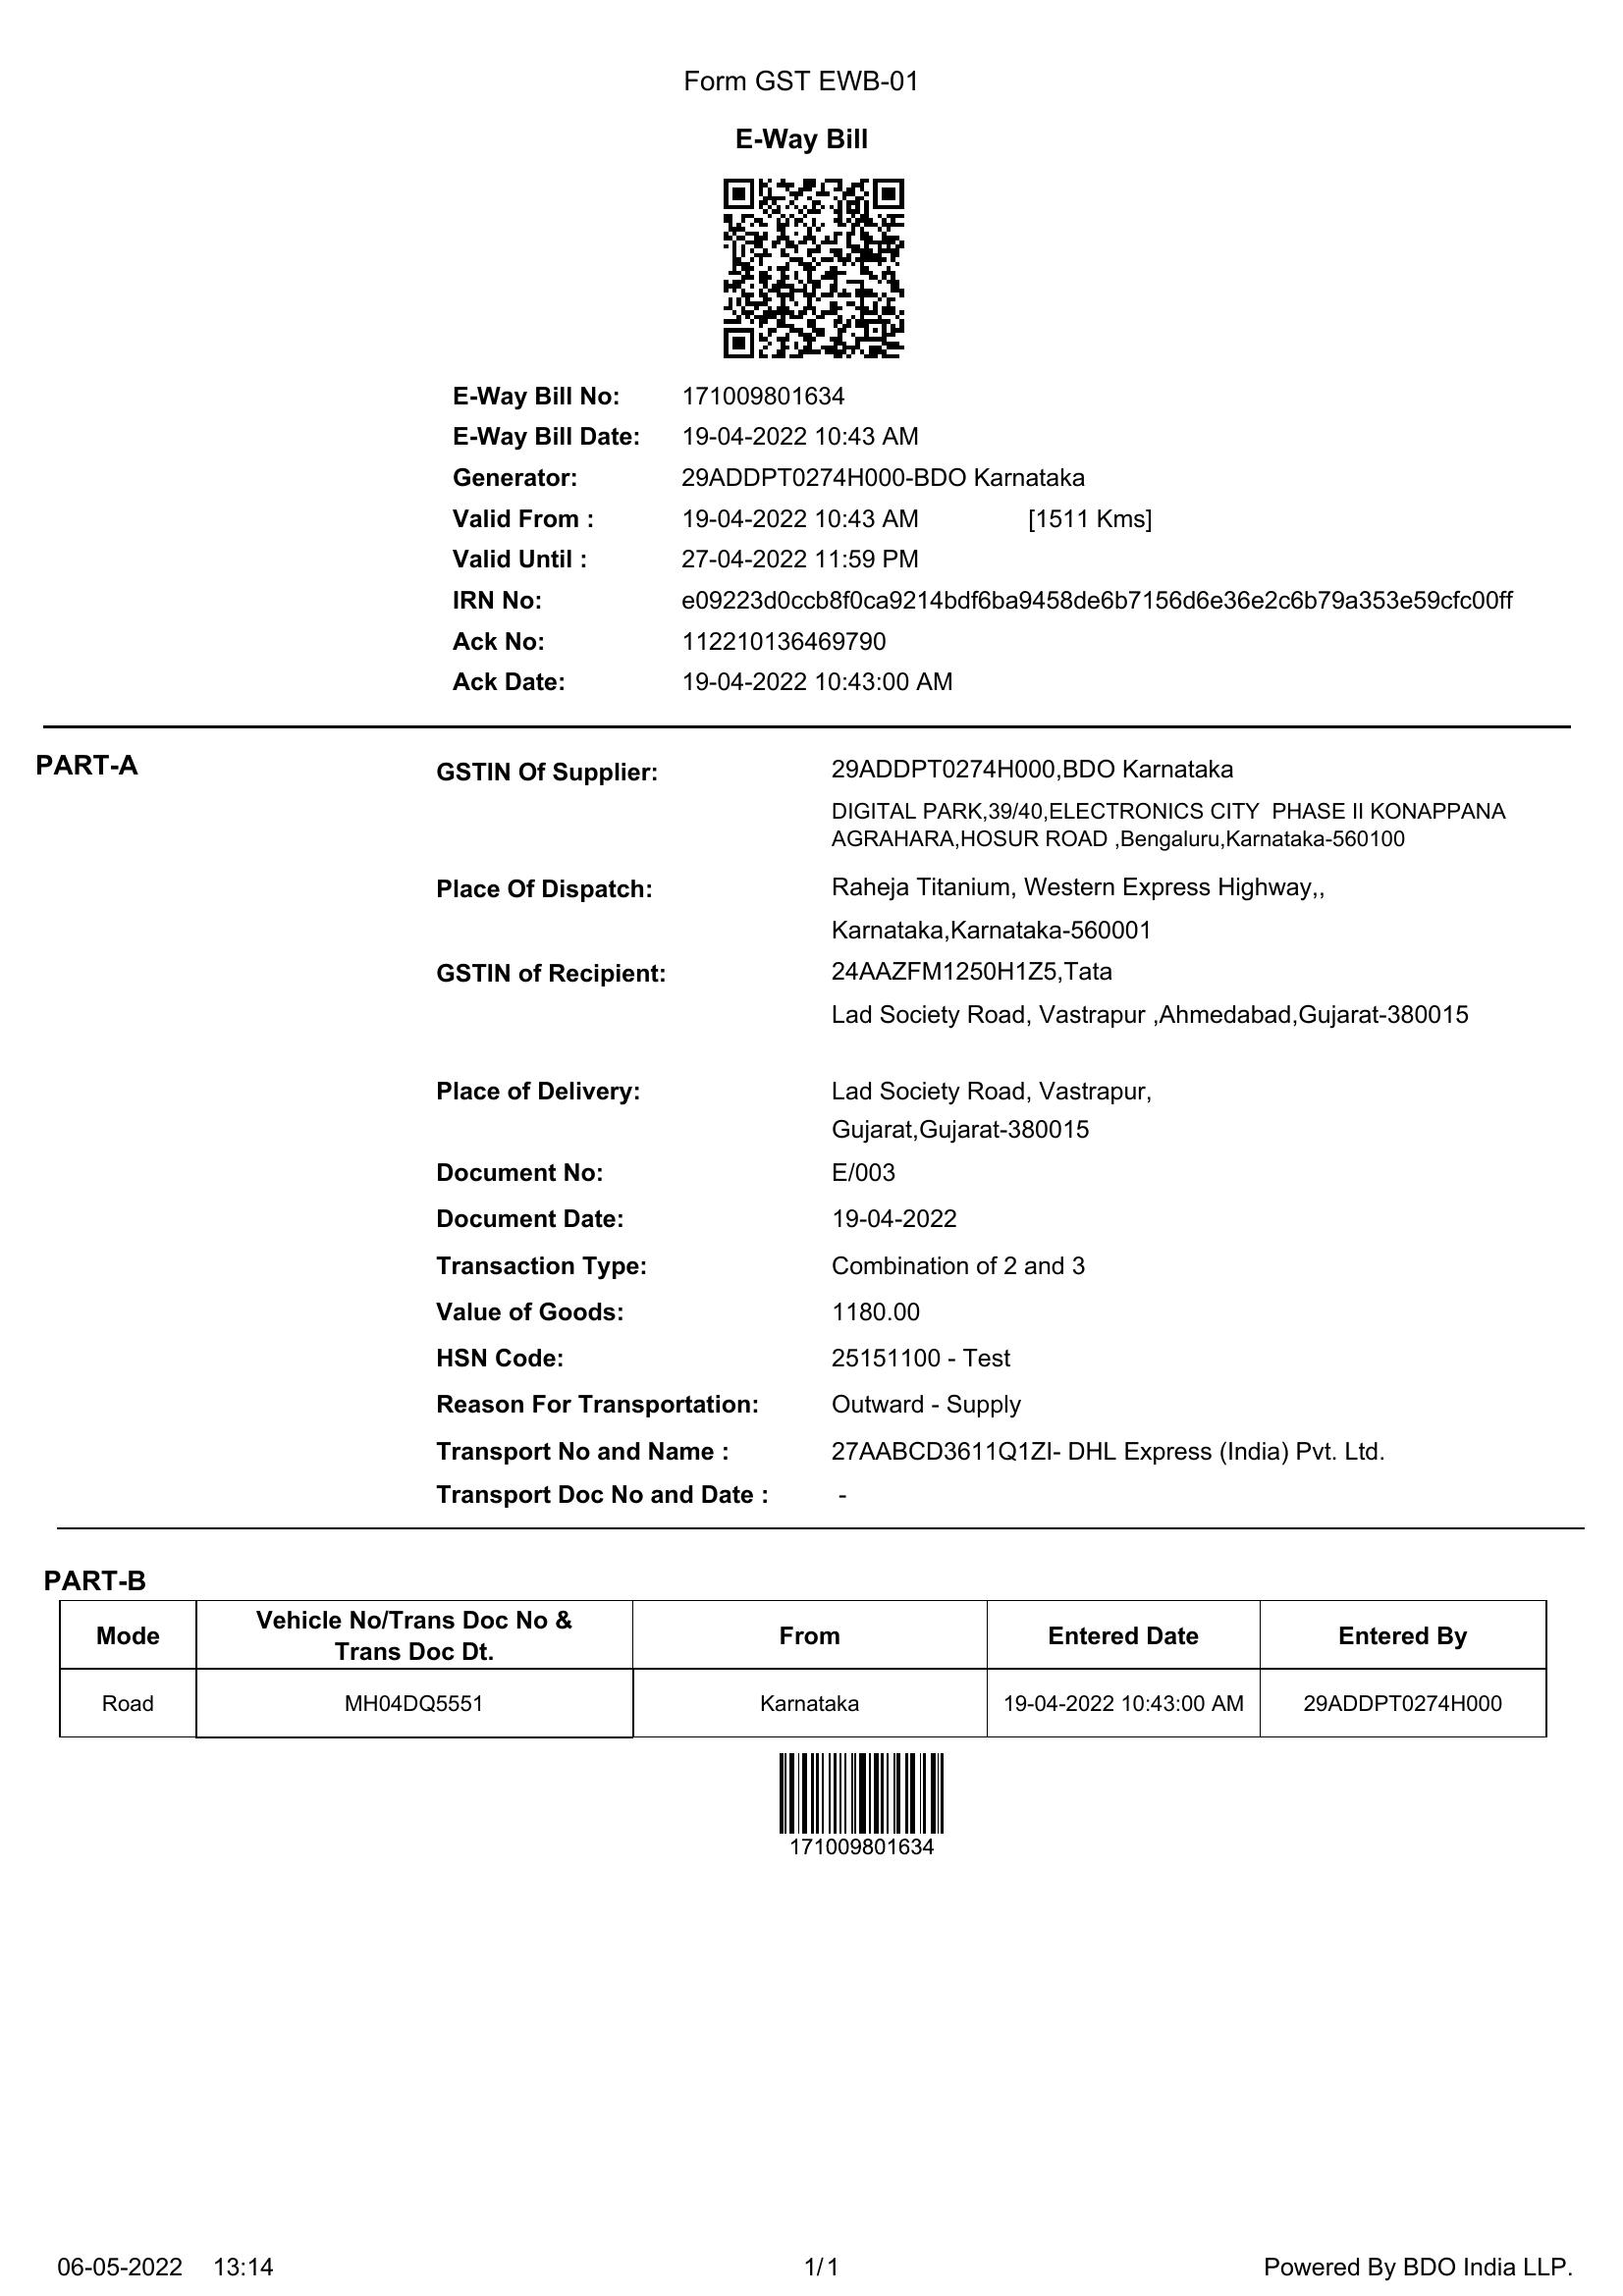 Form GST EWB-01
E-Way Bill
E-Way Bill No: 171009801634
E-Way Bill Date: 19-04-2022 10:43 AM
Generator: 29ADDPT0274H000-BDO Karnataka
Valid From : 19-04-2022 10:43 AM [1511 Kms]
Valid Until : 27-04-2022 11:59 PM
IRN No: e09223d0ccb8f0ca9214bdf6ba9458de6b7156d6e36e2c6b79a353e59cfc00ff
Ack No: 112210136469790
Ack Date: 19-04-2022 10:43:00 AM
PART-A
GSTIN Of Supplier: 29ADDPT0274H000,BDO Karnataka
DIGITAL PARK,39/40,ELECTRONICS CITY  PHASE II KONAPPANA
AGRAHARA,HOSUR ROAD ,Bengaluru,Karnataka-560100
Place Of Dispatch: Raheja Titanium, Western Express Highway,,
Karnataka,Karnataka-560001
GSTIN of Recipient: 24AAZFM1250H1Z5,Tata
Lad Society Road, Vastrapur ,Ahmedabad,Gujarat-380015
Place of Delivery: Lad Society Road, Vastrapur,
Gujarat,Gujarat-380015
Document No: E/003
Document Date: 19-04-2022
Transaction Type: Combination of 2 and 3
Value of Goods: 1180.00
HSN Code: 25151100 - Test
Reason For Transportation: Outward - Supply
Transport No and Name : 27AABCD3611Q1ZI- DHL Express (India) Pvt. Ltd.
Transport Doc No and Date : -
PART-B
Mode Vehicle No/Trans Doc No & Trans Doc Dt. From Entered Date Entered By
Road MH04DQ5551 Karnataka 19-04-2022 10:43:00 AM 29ADDPT0274H000
171009801634
06-05-2022 13:14 1/1 Powered By BDO India LLP.